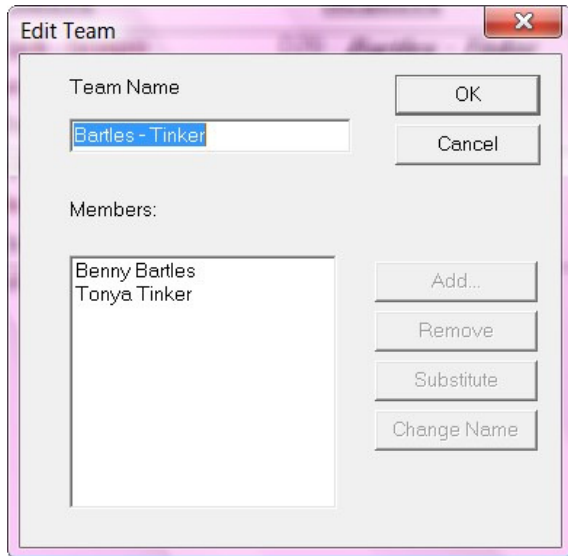 Edit Team
Team Name
OK
Bartles - Tinker
Cancel
Members:
Benny Bartles
Tonya Tinker
Add...
Remove
Substitute
Change Name